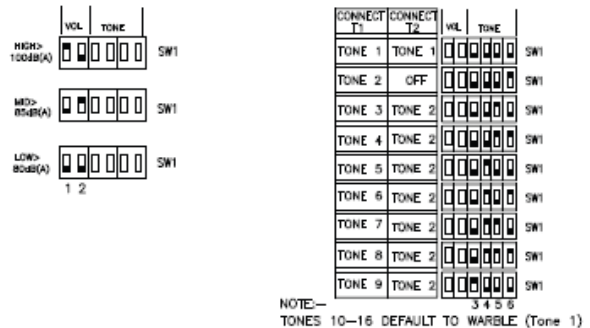 VOL TONE
HIGH> 100dB(A) SW1
MID> 85dB(A) SW1
LOW> 80dB(A) SW1
1 2
CONNECT T1 CONNECT T2 VOL TONE
TONE 1 TONE 1 SW1
TONE 2 OFF SW1
TONE 3 TONE 2 SW1
TONE 4 TONE 2 SW1
TONE 5 TONE 2 SW1
TONE 6 TONE 2 SW1
TONE 7 TONE 2 SW1
TONE 8 TONE 2 SW1
TONE 9 TONE 2 SW1
3 4 5 6
NOTE:—
TONES 10—16 DEFAULT TO WARBLE (Tone 1)